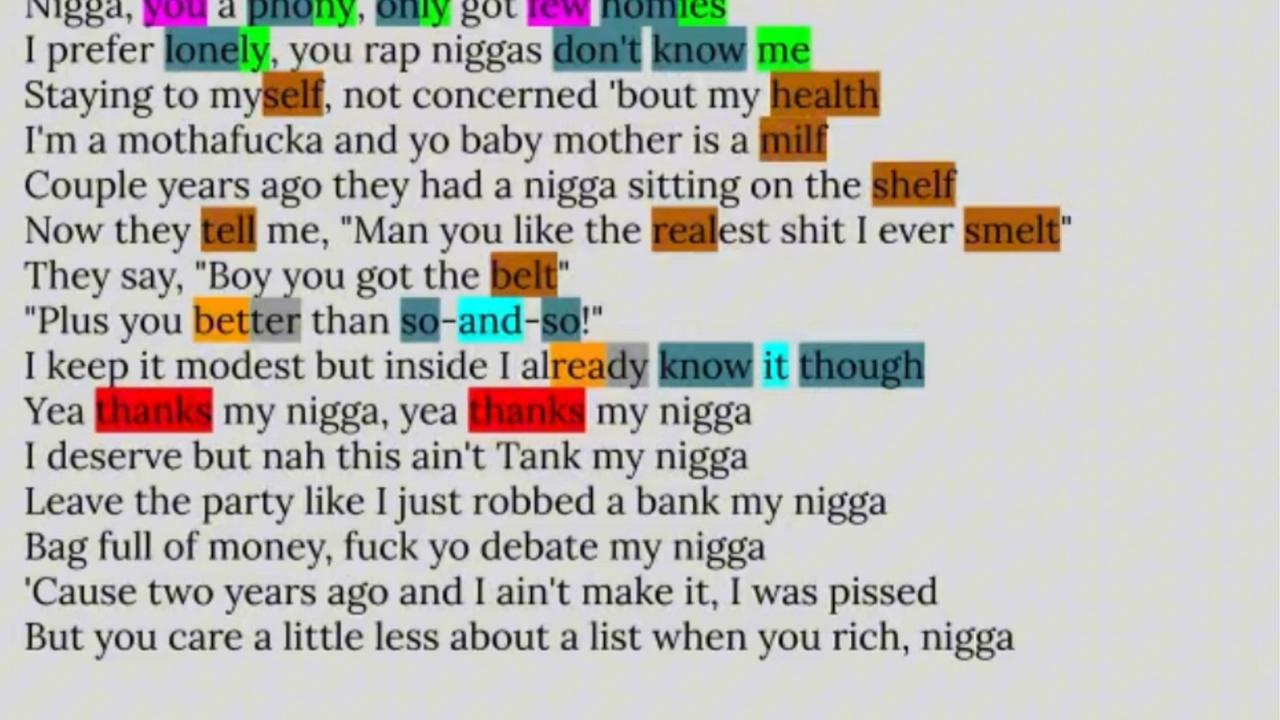 Nigga, you a phony, only got few homies
I prefer lonely, you rap niggas don't know me
Staying to myself, not concerned 'bout my health
I'm a mothafucka and yo baby mother is a milf
Couple years ago they had a nigga sitting on the shelf
Now they tell me, "Man you like the realest shit I ever smelt"
They say, "Boy you got the belt"
"Plus you better than so-and-so!"
I keep it modest but inside I already know it though
Yea thanks my nigga, yea thanks my nigga
I deserve but nah this ain't Tank my nigga
Leave the party like I just robbed a bank my nigga
Bag full of money, fuck yo debate my nigga
'Cause two years ago and I ain't make it, I was pissed
But you care a little less about a list when you rich, nigga